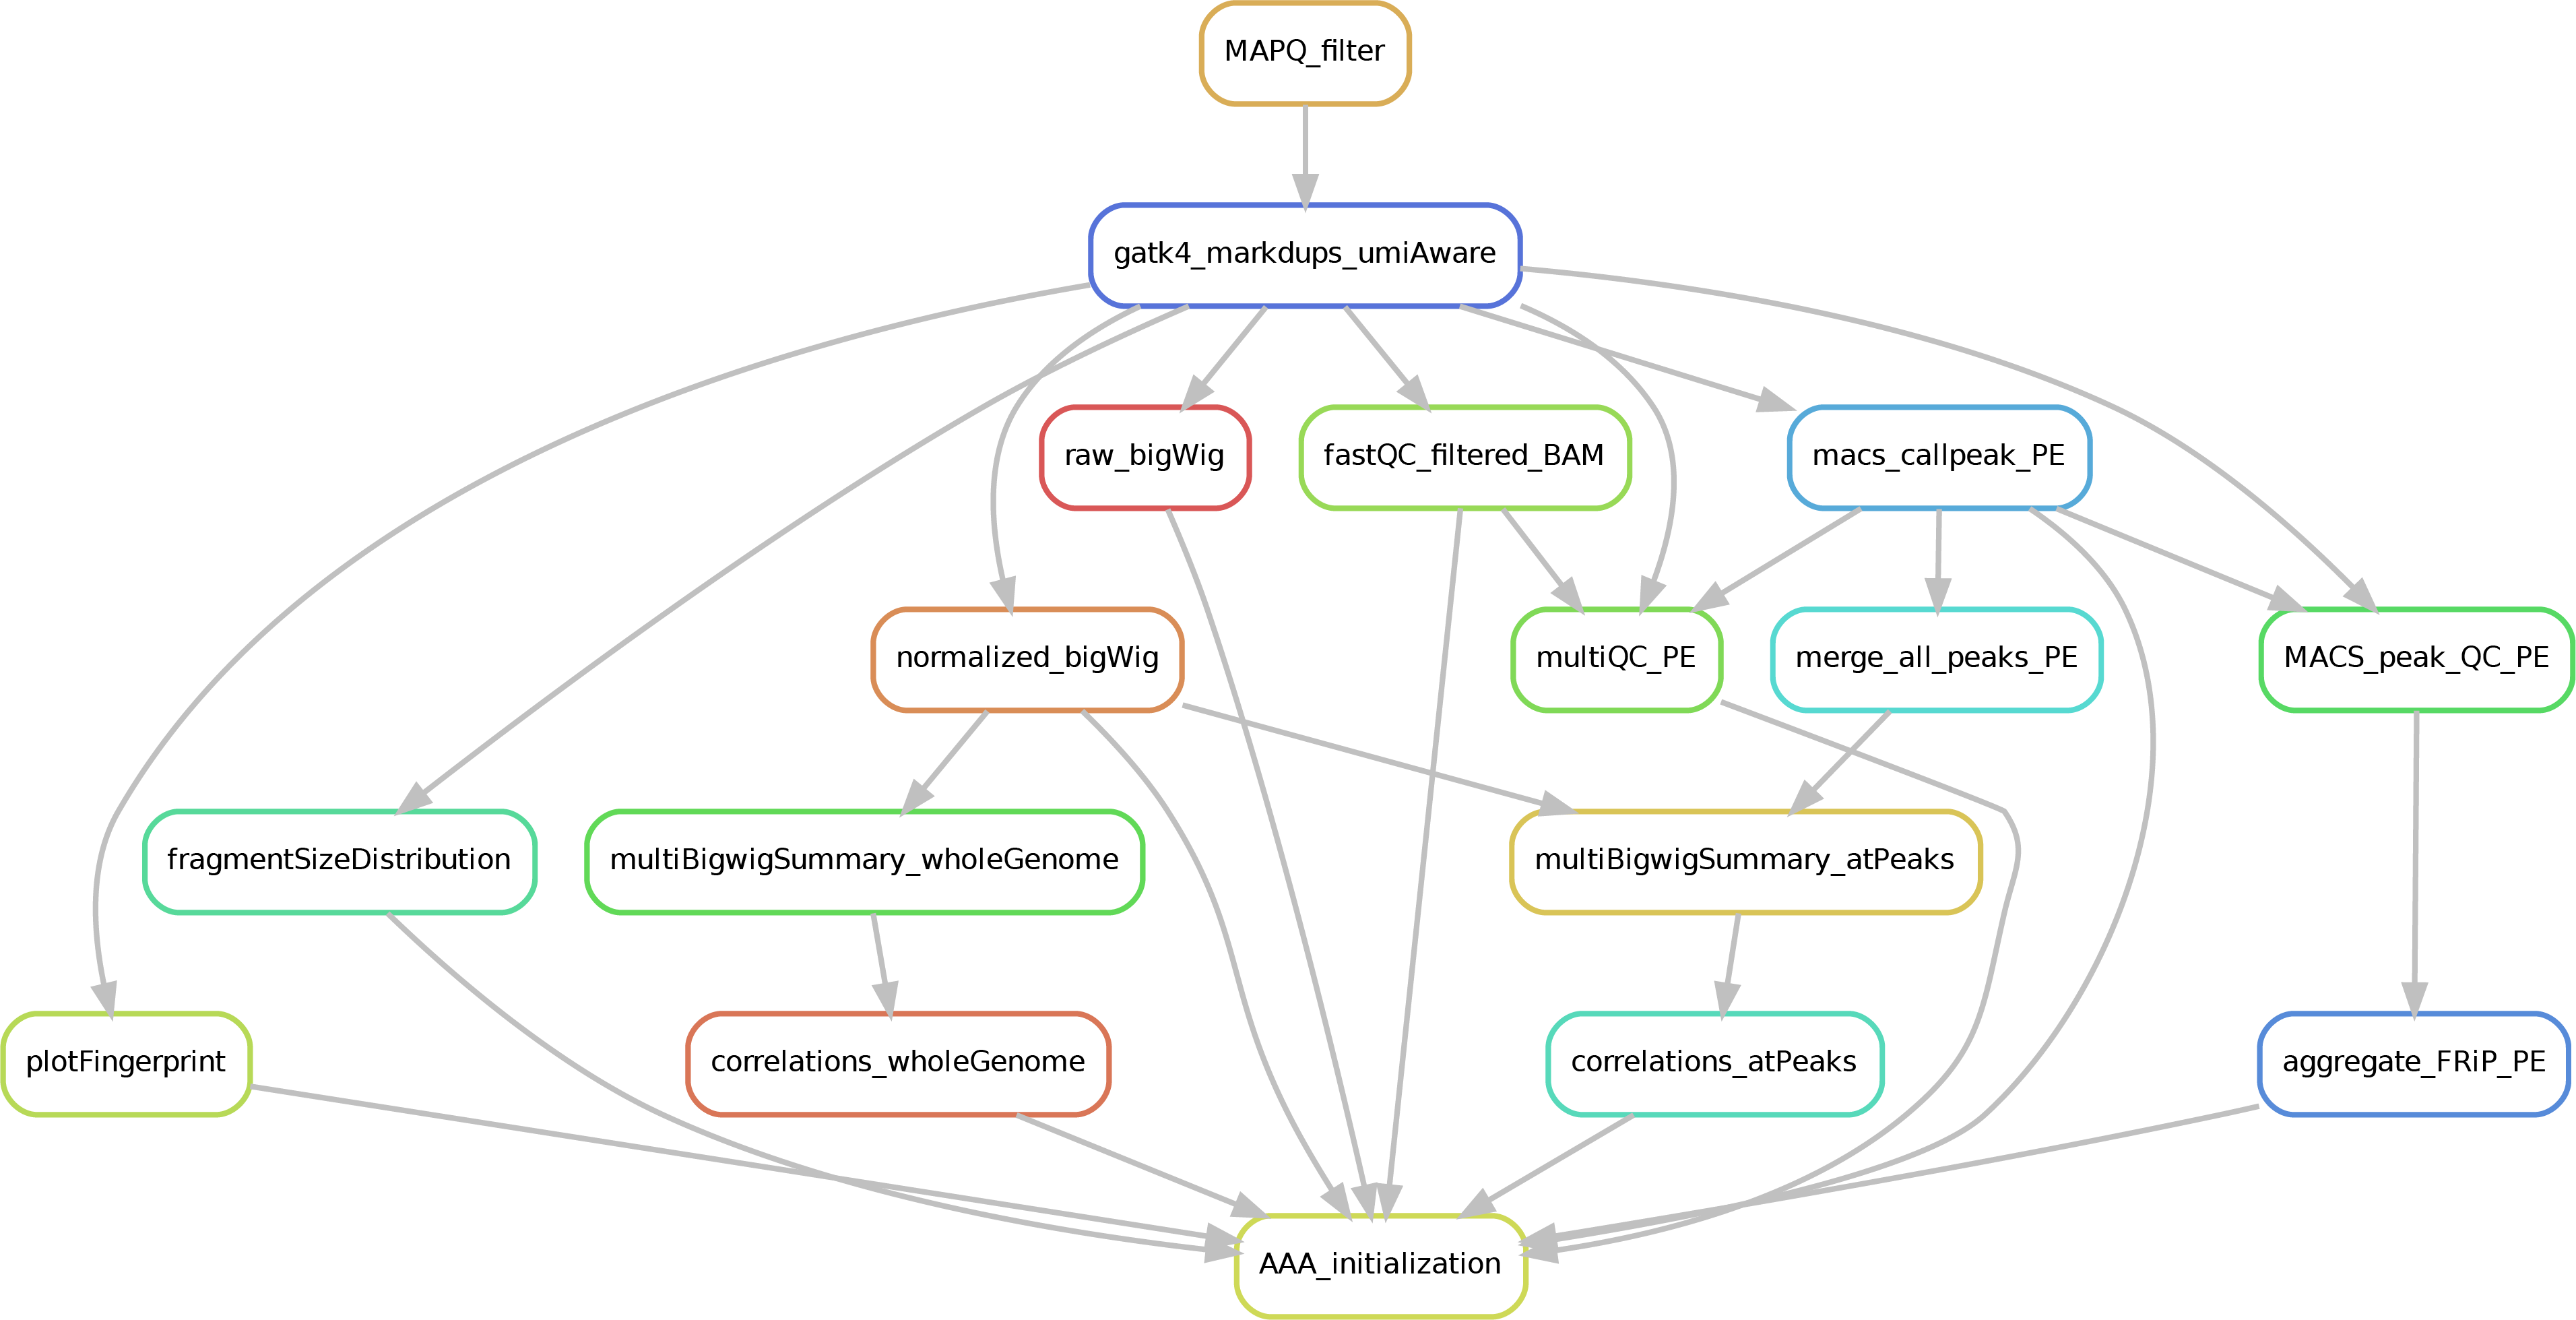 MAPQ_filter
gatk4_markdups_umiAware
raw_bigWig
fastQC_filtered_BAM
macs_callpeak_PE
normalized_bigWig
multiQC_PE
merge_all_peaks_PE
MACS_peak_QC_PE
fragmentSizeDistribution
multiBigwigSummary_wholeGenome
multiBigwigSummary_atPeaks
plotFingerprint
correlations_wholeGenome
correlations_atPeaks
aggregate_FRiP_PE
AAA_initialization